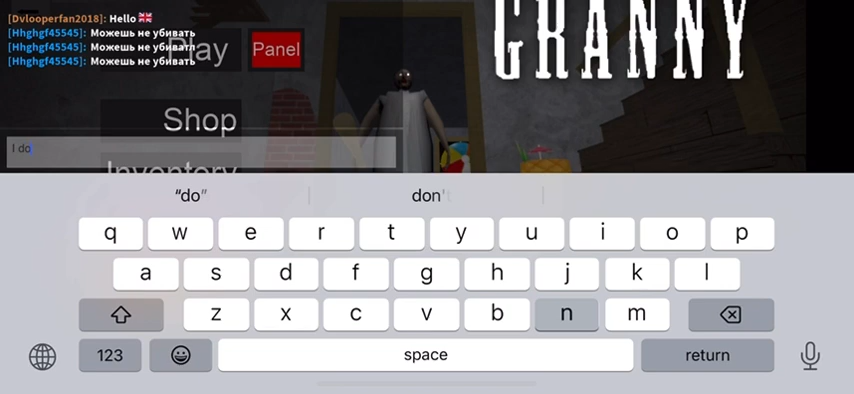 [Dvlooperfan2018]: Hello 🇬🇧
[Hhghgf45545]: Можешь не убивать
[Hhghgf45545]: Можешь не убиватл
[Hhghgf45545]: Можешь не убивать
Play
Panel
GRANNY
Shop
I do
Inventory
“do” don't
q w e r t y u i o p
a s d f g h j k l
z x c v b n m
123 space return